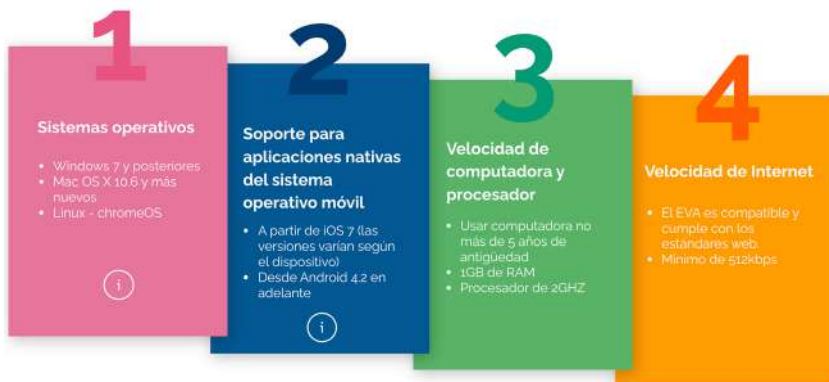 1
Sistemas operativos
• Windows 7 y posteriores
• Mac OS X 10.6 y más
nuevos
• Linux - chromeOS
i
2
Soporte para
aplicaciones nativas
del sistema
operativo móvil
• A partir de iOS 7 (las
versiones varían según
el dispositivo)
• Desde Android 4.2 en
adelante
i
3
Velocidad de
computadora y
procesador
• Usar computadora no
más de 5 años de
antigüedad
• 1GB de RAM
• Procesador de 2GHZ
4
Velocidad de Internet
• El EVA es compatible y
cumple con los
estándares web.
• Mínimo de 512kbps